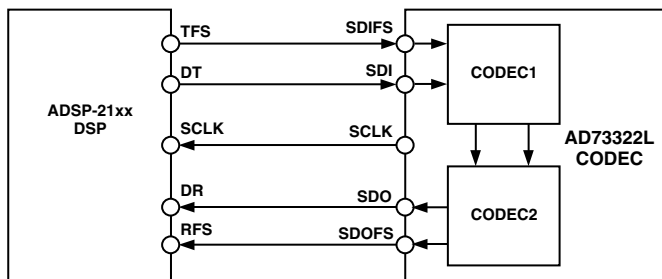 TFS
SDIFS
DT
SDI
CODEC1
ADSP-21xx
DSP
SCLK
SCLK
AD73322L
CODEC
DR
SDO
CODEC2
RFS
SDOFS